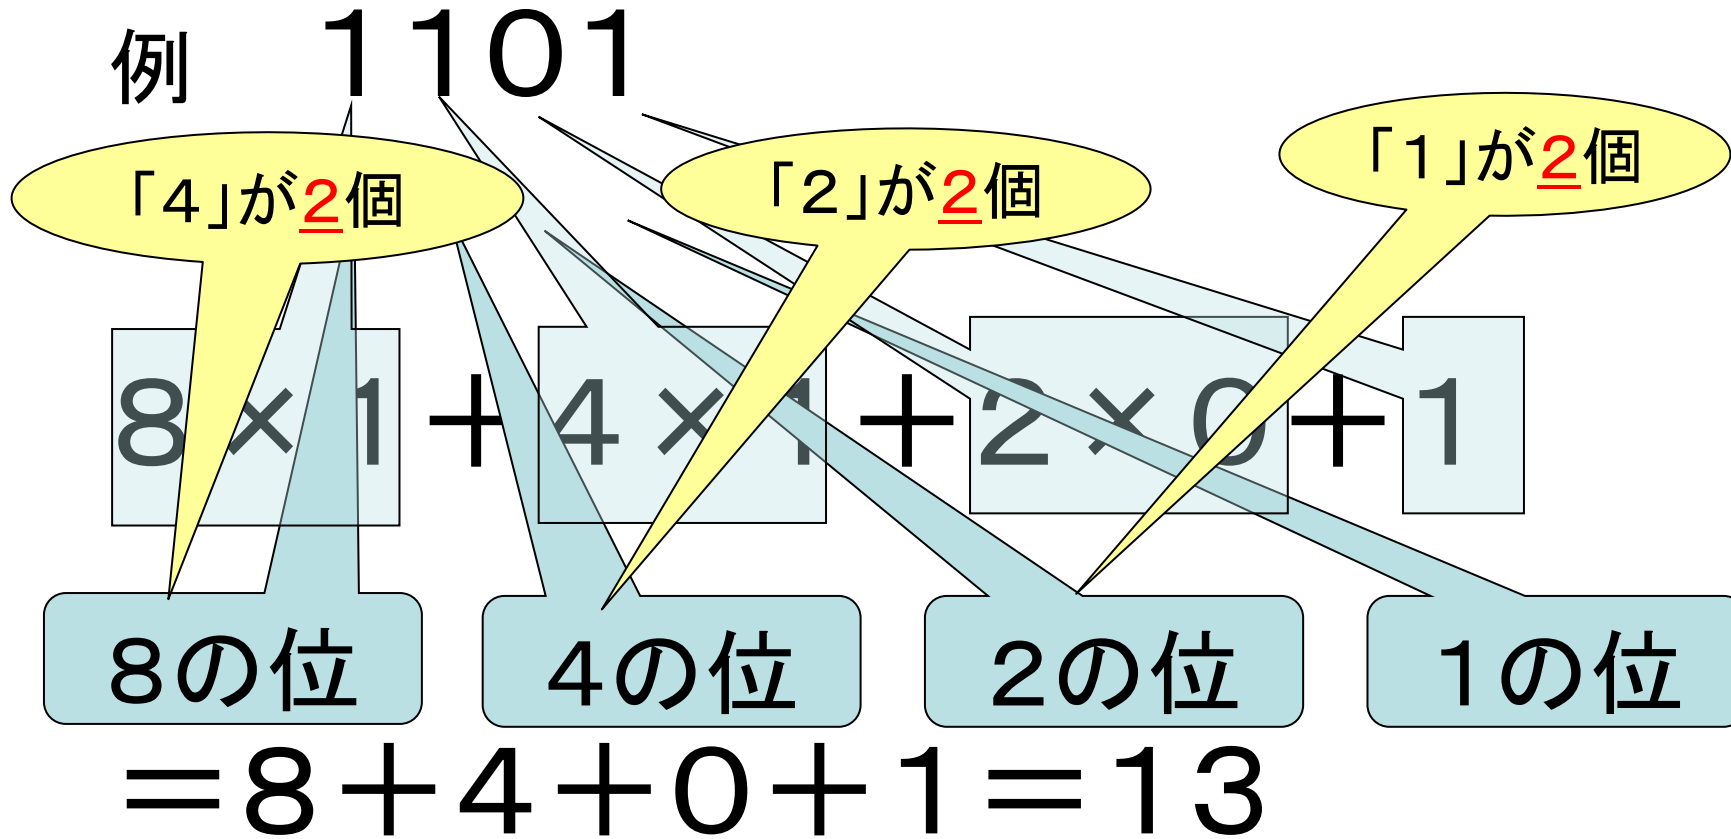 例 1101
「4」が2個
「2」が2個
「1」が2個
8×1+4×1+2×0+1
8の位
4の位
2の位
1の位
=8+4+0+1=13